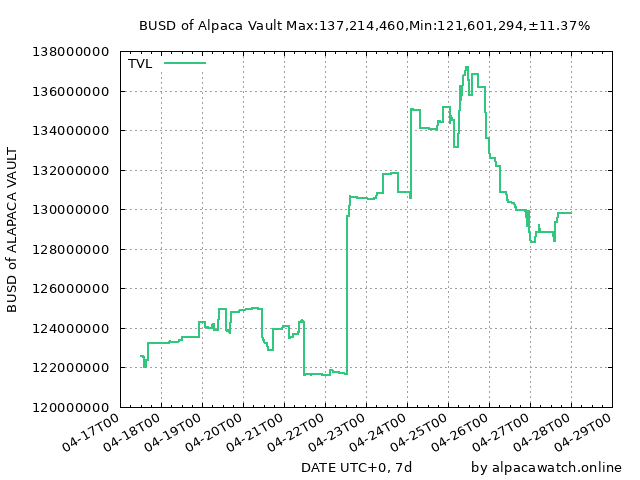 BUSD of Alpaca Vault Max:137,214,460,Min:121,601,294,±11.37%
TVL
BUSD of ALAPACA VAULT
138000000
136000000
134000000
132000000
130000000
128000000
126000000
124000000
122000000
120000000
04-17T00
04-18T00
04-19T00
04-20T00
04-21T00
04-22T00
04-23T00
04-24T00
04-25T00
04-26T00
04-27T00
04-28T00
04-29T00
DATE UTC+0, 7d
by alpacawatch.online